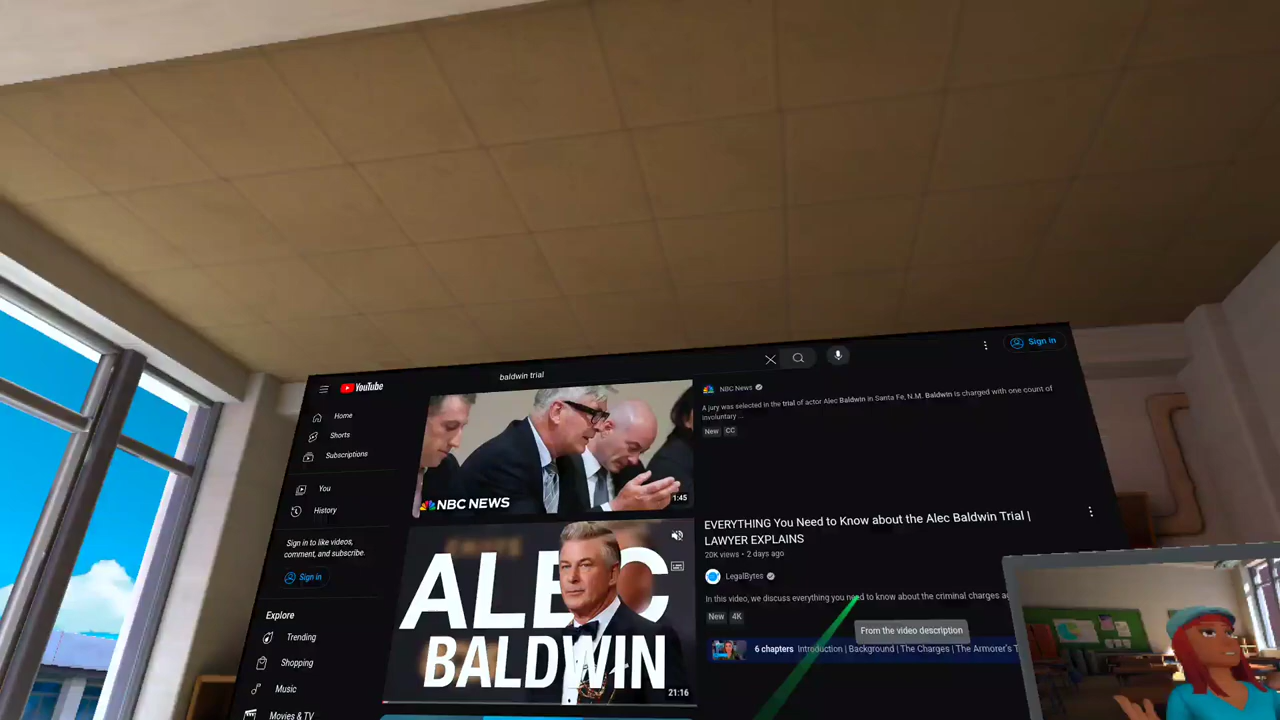 YouTube
baldwin trial
Sign in
Home
Shorts
Subscriptions
You
History
Sign in to like videos,
comment, and subscribe.
Sign in
Explore
Trending
Shopping
Music
Movies & TV
NBC NEWS
1:45
NBC News
A jury was selected in the trial of actor Alec Baldwin in Santa Fe, N.M. Baldwin is charged with one count of
involuntary ...
New CC
ALEC
BALDWIN
21:16
EVERYTHING You Need to Know about the Alec Baldwin Trial |
LAWYER EXPLAINS
20K views • 2 days ago
LegalBytes
In this video, we discuss everything you need to know about the criminal charges
New 4K
From the video description
6 chapters Introduction | Background | The Charges | The Armorer's